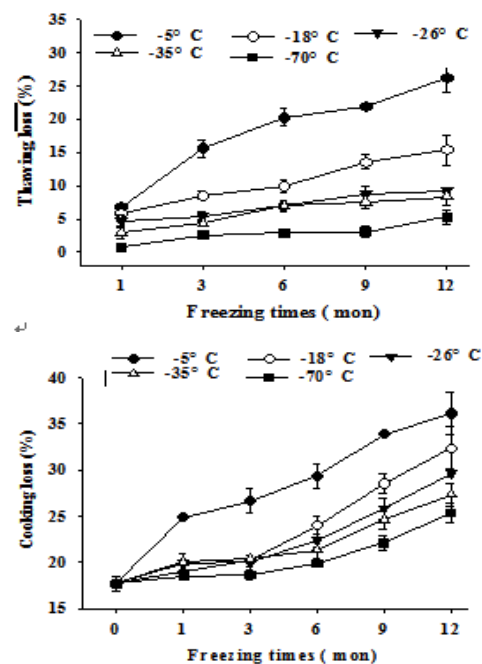 35
-5° C
-18° C
-26° C
-35° C
-70° C
30
25
20
15
10
5
0
Thawing loss (%)
1
3
6
9
12
Freezing times ( mon)
-5° C
-18° C
-26° C
-35° C
-70° C
40
35
30
25
20
15
Cooking loss (%)
0
1
3
6
9
12
Freezing times ( mon)